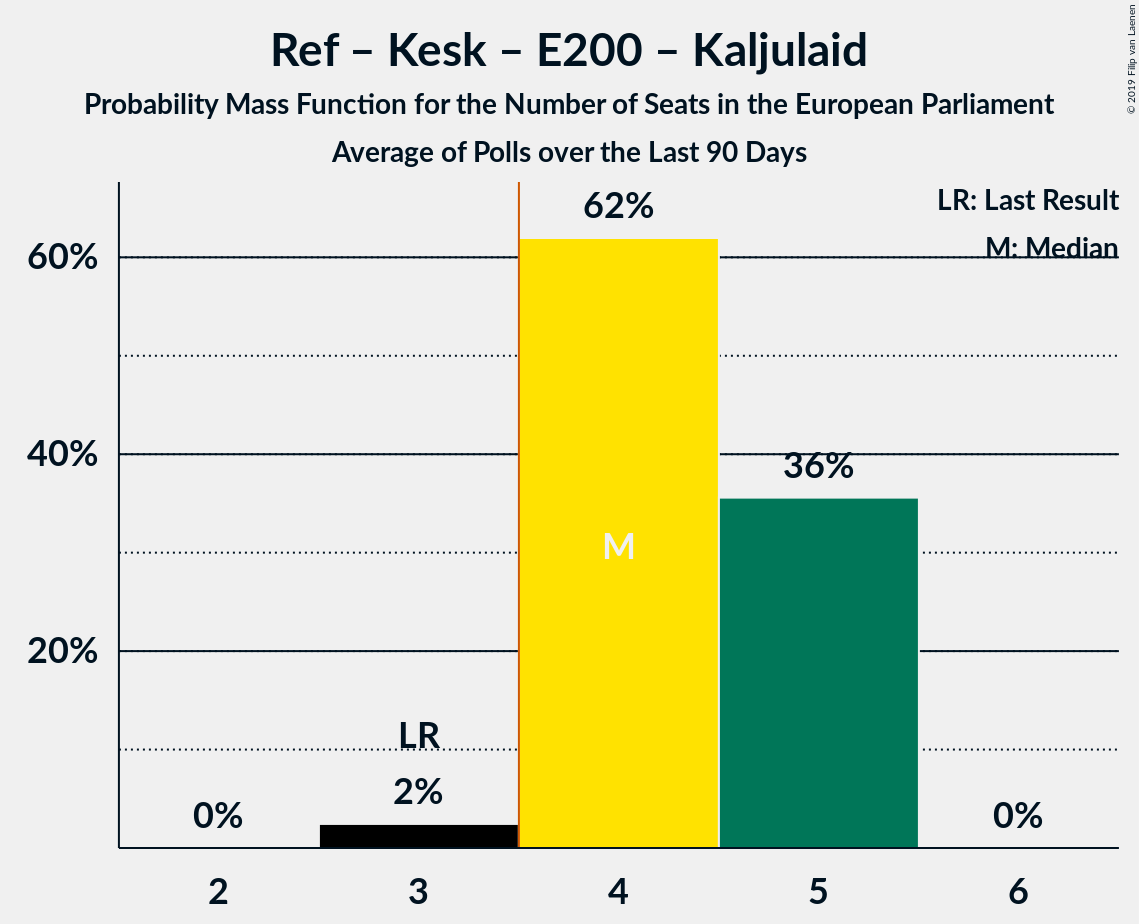 Ref – Kesk – E200 – Kaljulaid
Probability Mass Function for the Number of Seats in the European Parliament
Average of Polls over the Last 90 Days
© 2019 Filip van Laenen
LR: Last Result
M: Median
62%
60%
40%
36%
M
20%
LR
2%
0%
0%
2 3 4 5 6